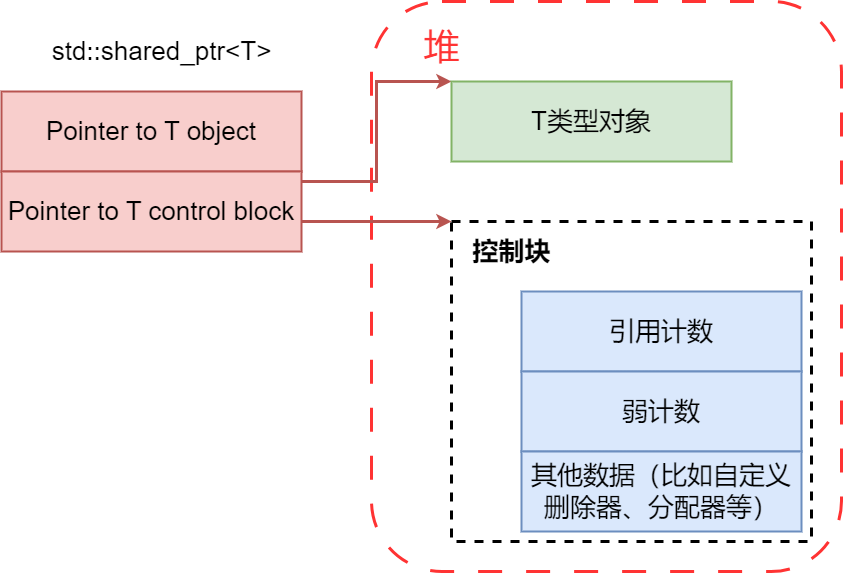 堆
std::shared_ptr<T>
Pointer to T object
T类型对象
Pointer to T control block
控制块
引用计数
弱计数
其他数据（比如自定义
删除器、分配器等）